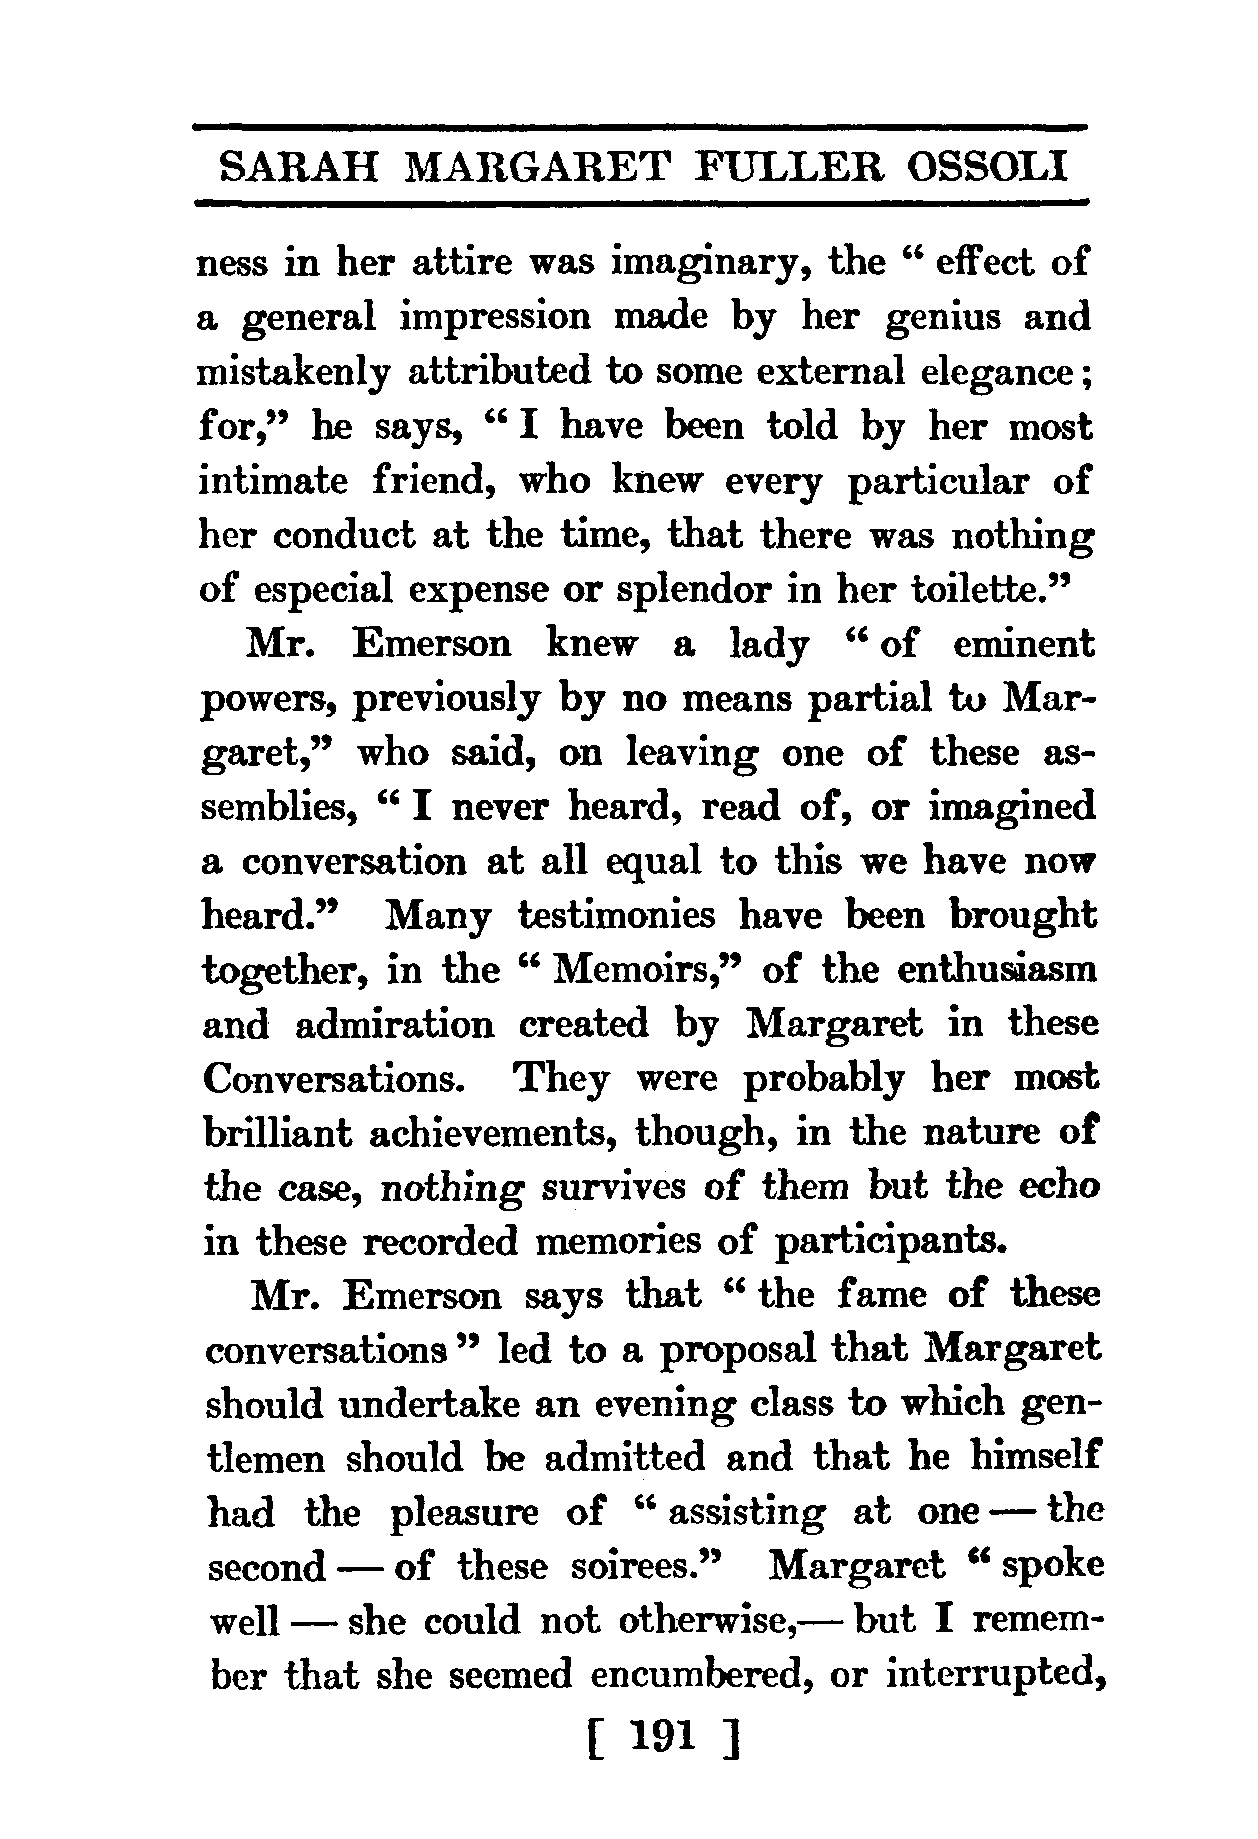 SARAH MARGARET FULLER OSSOLI
ness in her attire was imaginary, the “ effect of
a general impression made by her genius and
mistakenly attributed to some external elegance;
for,” he says, “ I have been told by her most
intimate friend, who knew every particular of
her conduct at the time, that there was nothing
of especial expense or splendor in her toilette.”
Mr. Emerson knew a lady “ of eminent
powers, previously by no means partial to Mar-
garet,” who said, on leaving one of these as-
semblies, “ I never heard, read of, or imagined
a conversation at all equal to this we have now
heard.” Many testimonies have been brought
together, in the “ Memoirs,” of the enthusiasm
and admiration created by Margaret in these
Conversations. They were probably her most
brilliant achievements, though, in the nature of
the case, nothing survives of them but the echo
in these recorded memories of participants.
Mr. Emerson says that “ the fame of these
conversations ” led to a proposal that Margaret
should undertake an evening class to which gen-
tlemen should be admitted and that he himself
had the pleasure of “ assisting at one — the
second — of these soirees.” Margaret “ spoke
well — she could not otherwise,— but I remem-
ber that she seemed encumbered, or interrupted,
[ 191 ]